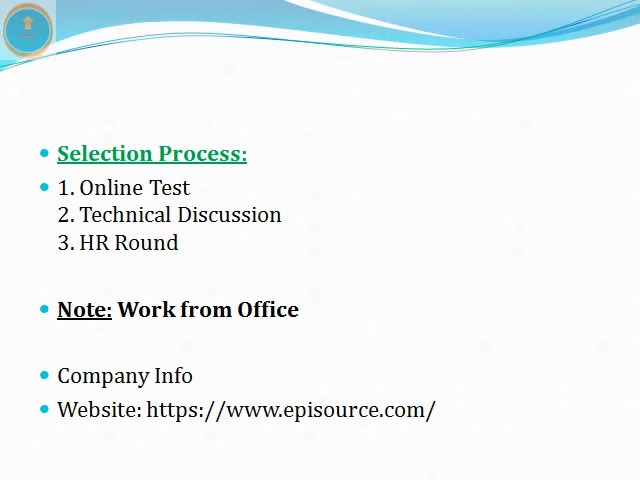 Selection Process:
1. Online Test
2. Technical Discussion
3. HR Round
Note: Work from Office
Company Info
Website: https://www.episource.com/